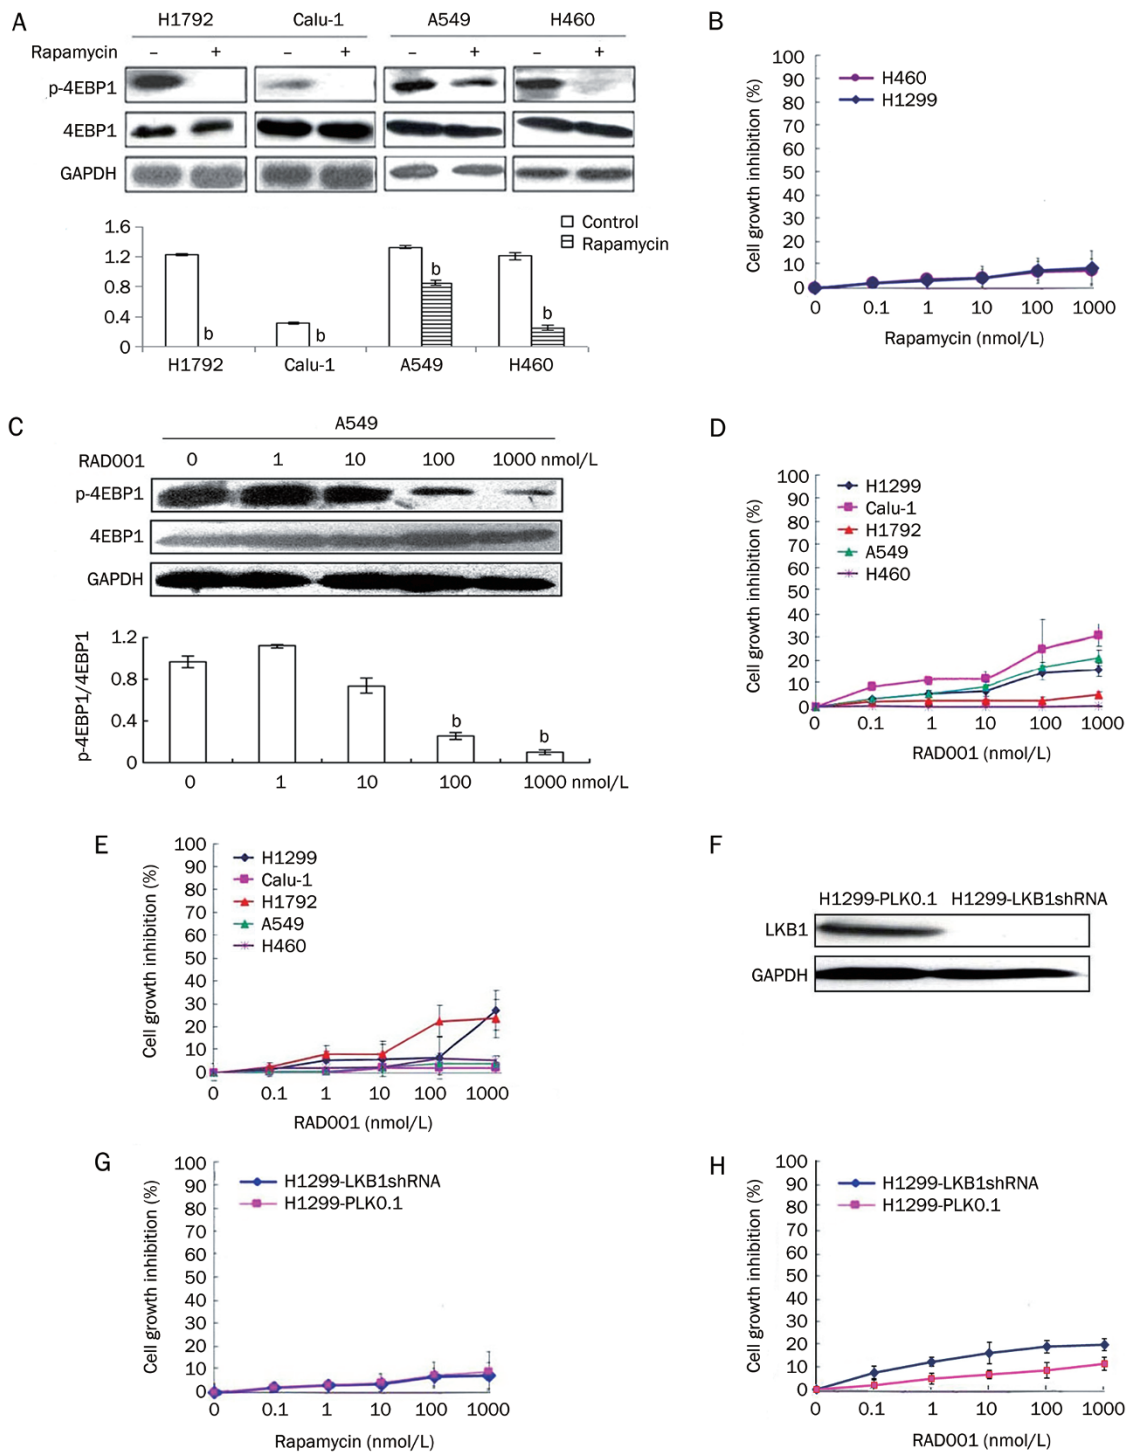 A
H1792 Calu-1 A549 H460
Rapamycin – + – + – + – +
p-4EBP1
4EBP1
GAPDH
Control
Rapamycin
1.6
1.2
0.8
0.4
0
b b b b
H1792 Calu-1 A549 H460
B
Cell growth inhibition (%)
100
90
80
70
60
50
40
30
20
10
0
H460
H1299
0 0.1 1 10 100 1000
Rapamycin (nmol/L)
C
A549
RAD001 0 1 10 100 1000 nmol/L
p-4EBP1
4EBP1
GAPDH
p-4EBP1/4EBP1
1.2
0.8
0.4
0
b b
0 1 10 100 1000 nmol/L
D
Cell growth inhibition (%)
100
90
80
70
60
50
40
30
20
10
0
H1299
Calu-1
H1792
A549
H460
0 0.1 1 10 100 1000
RAD001 (nmol/L)
E
Cell growth inhibition (%)
100
90
80
70
60
50
40
30
20
10
0
H1299
Calu-1
H1792
A549
H460
0 0.1 1 10 100 1000
RAD001 (nmol/L)
F
H1299-PLK0.1 H1299-LKB1shRNA
LKB1
GAPDH
G
Cell growth inhibition (%)
100
90
80
70
60
50
40
30
20
10
0
H1299-LKB1shRNA
H1299-PLK0.1
0 0.1 1 10 100 1000
Rapamycin (nmol/L)
H
Cell growth inhibition (%)
100
90
80
70
60
50
40
30
20
10
0
H1299-LKB1shRNA
H1299-PLK0.1
0 0.1 1 10 100 1000
RAD001 (nmol/L)